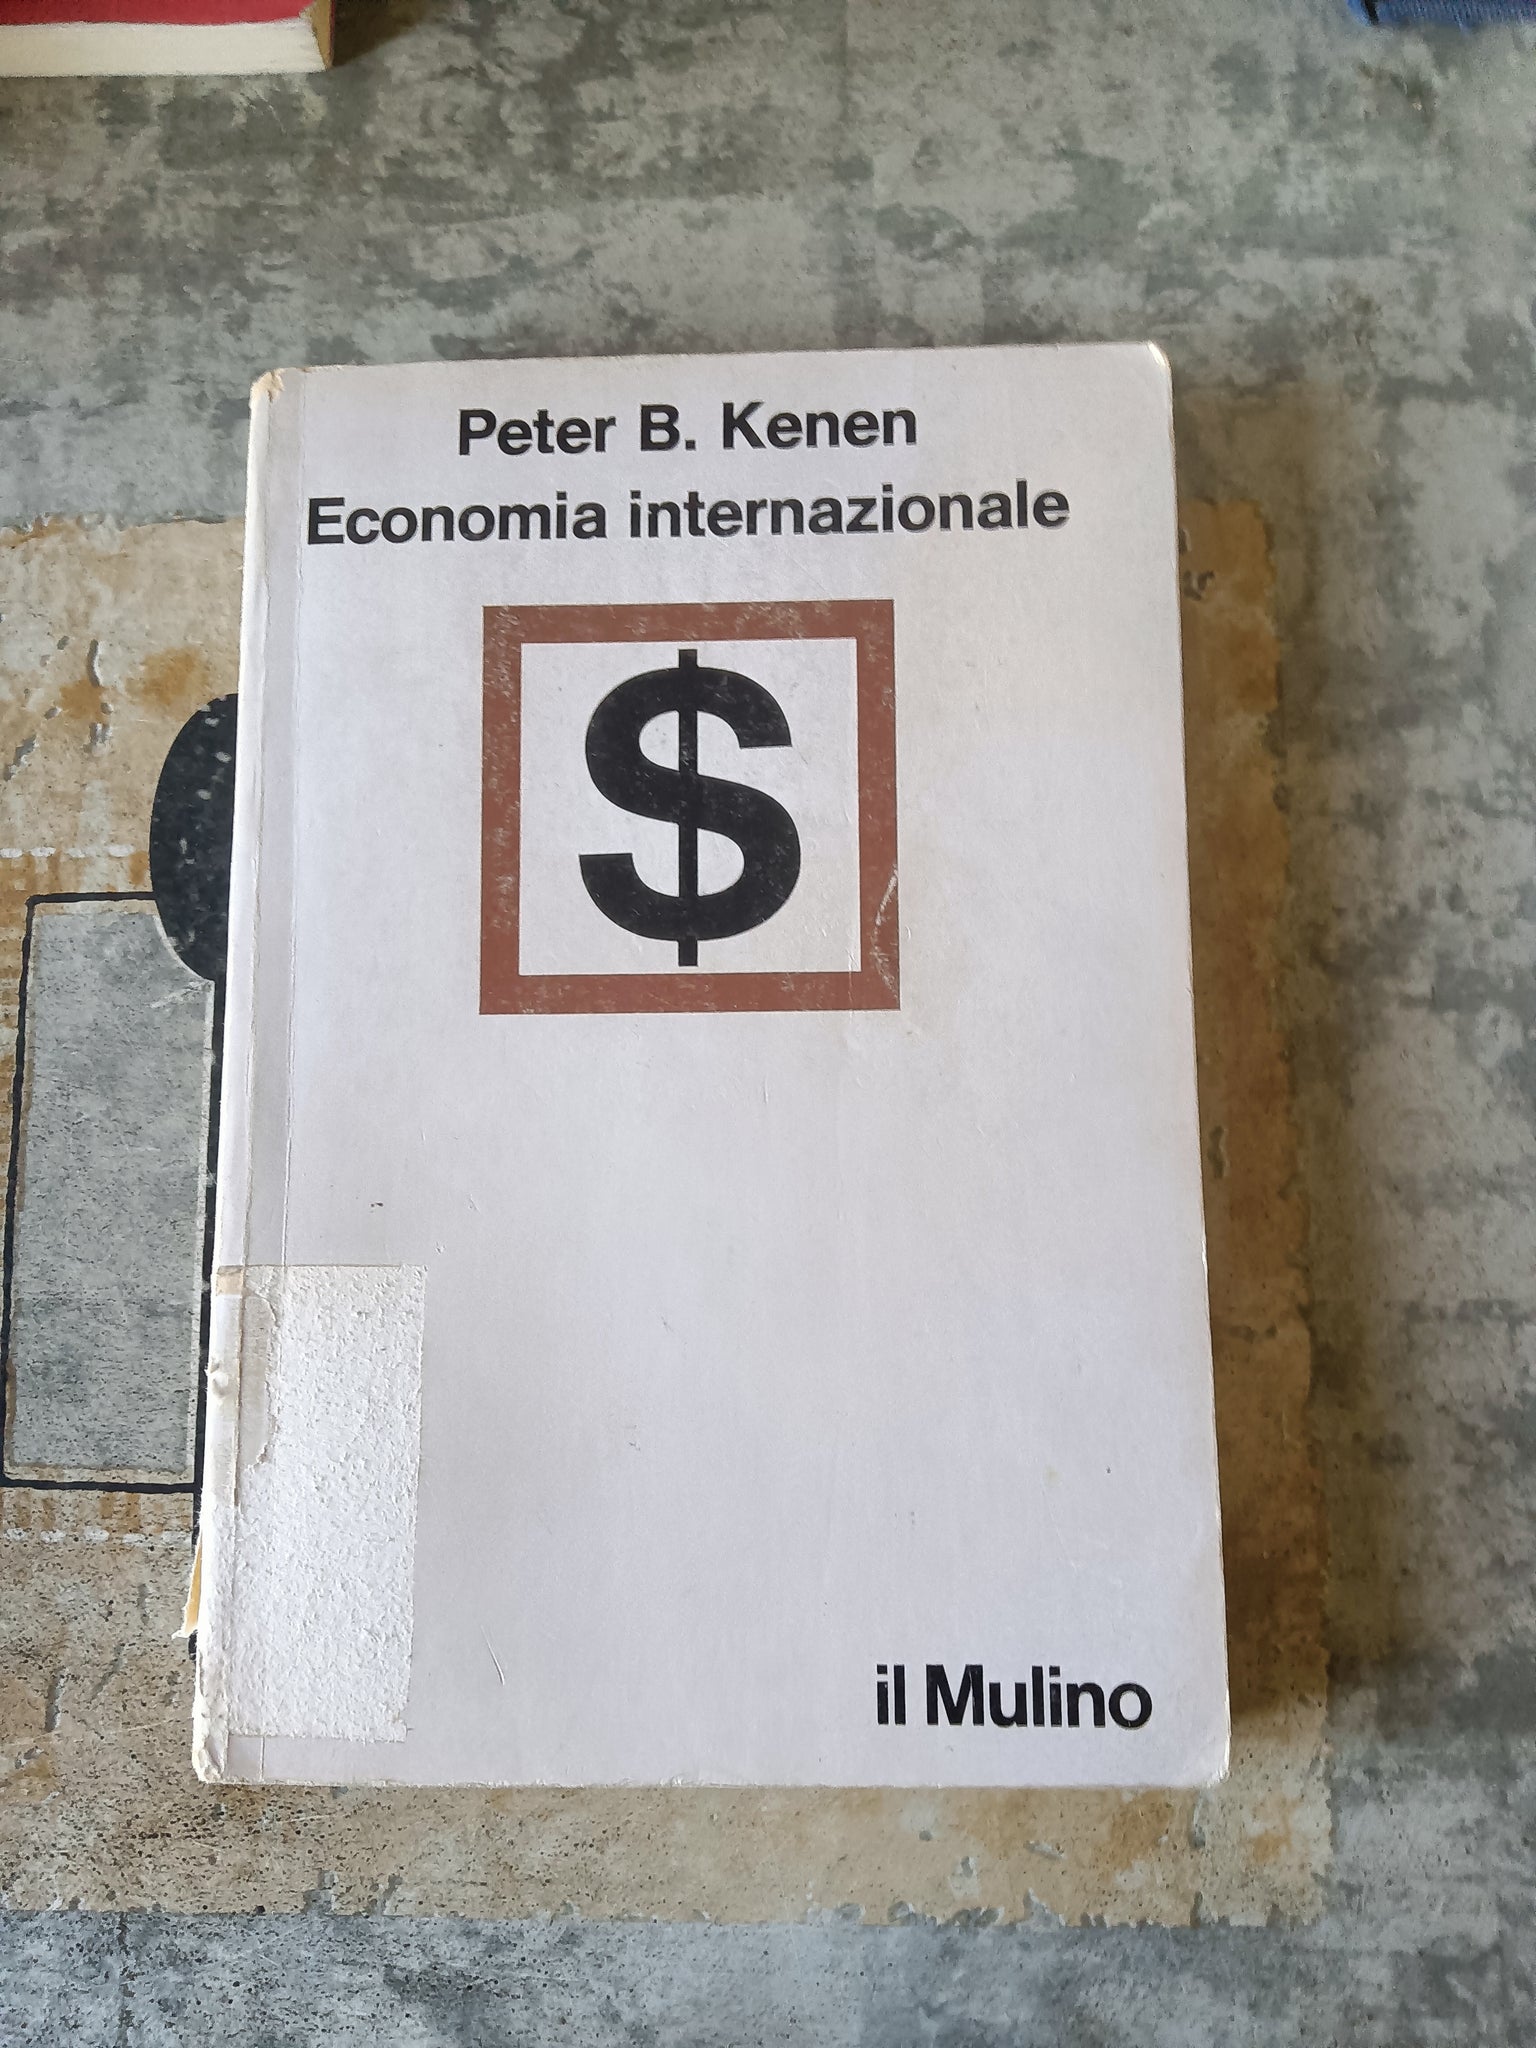 Peter B. Kenen
Economia internazionale
$
il Mulino